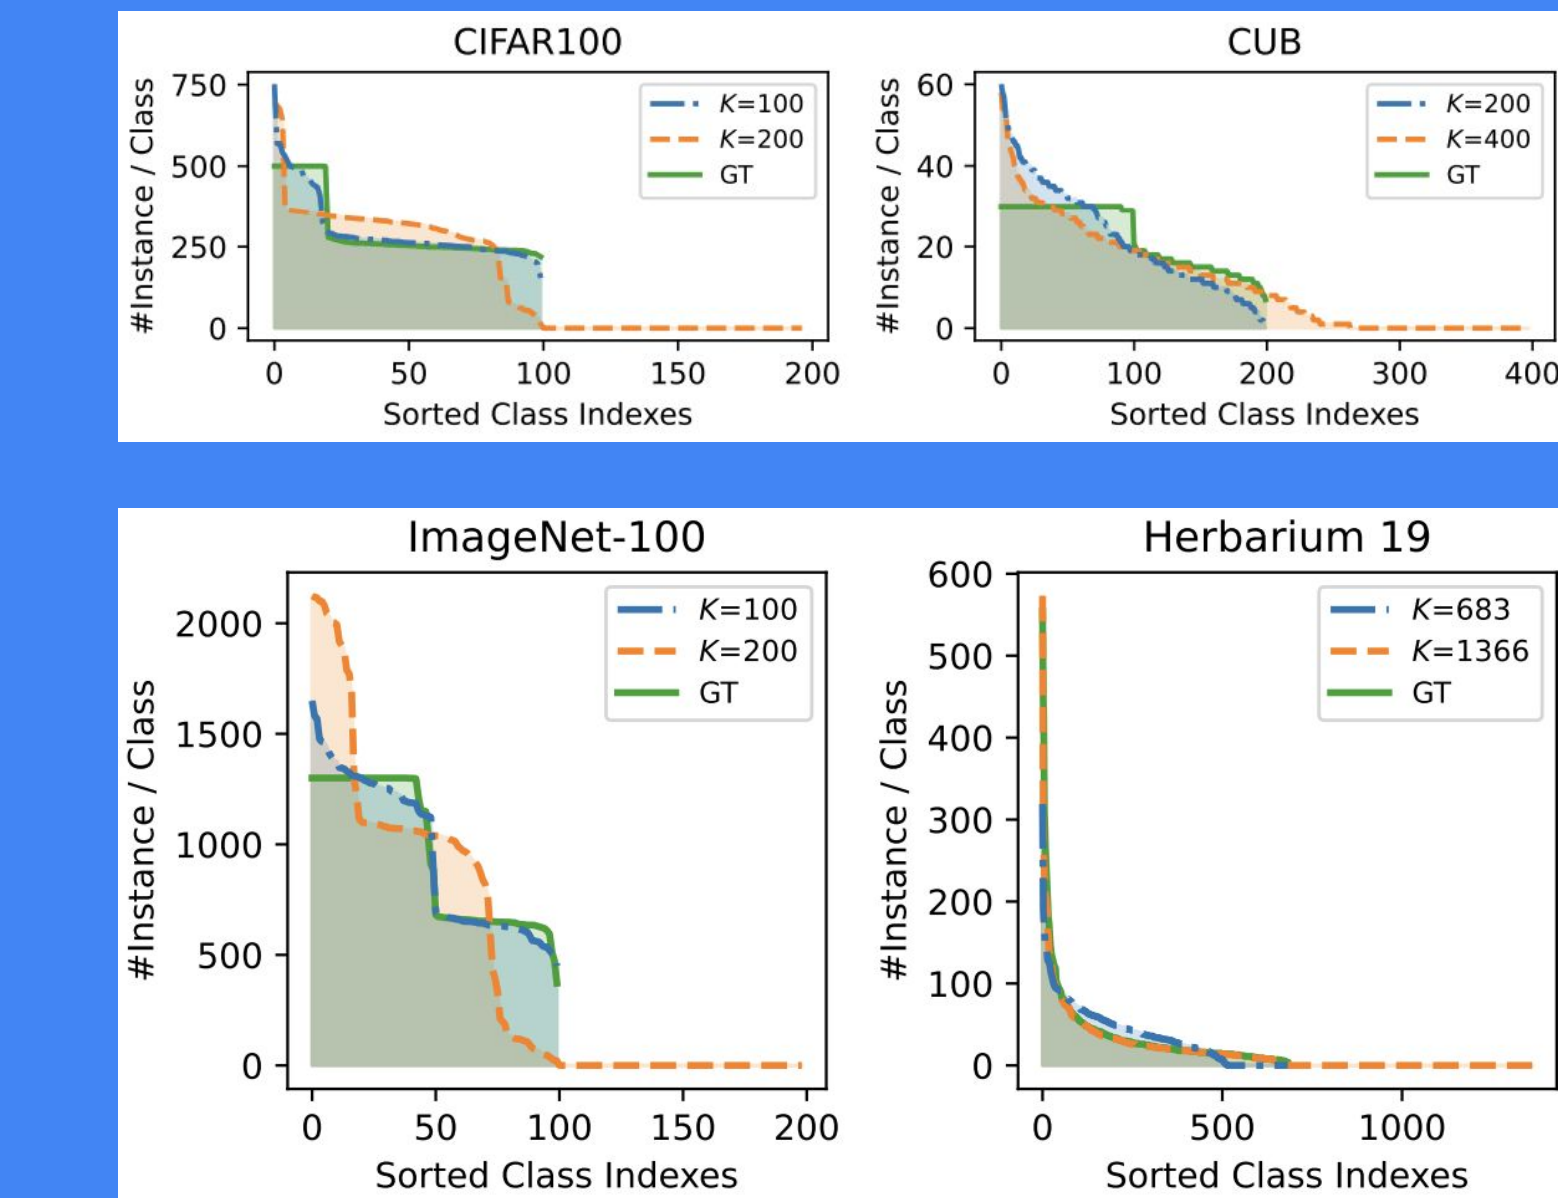 CIFAR100
#Instance / Class
750
500
250
0
K=100
K=200
GT
0 50 100 150 200
Sorted Class Indexes
CUB
#Instance / Class
60
40
20
0
K=200
K=400
GT
0 100 200 300 400
Sorted Class Indexes
ImageNet-100
#Instance / Class
2000
1500
1000
500
0
K=100
K=200
GT
0 50 100 150 200
Sorted Class Indexes
Herbarium 19
#Instance / Class
600
500
400
300
200
100
0
K=683
K=1366
GT
0 500 1000
Sorted Class Indexes